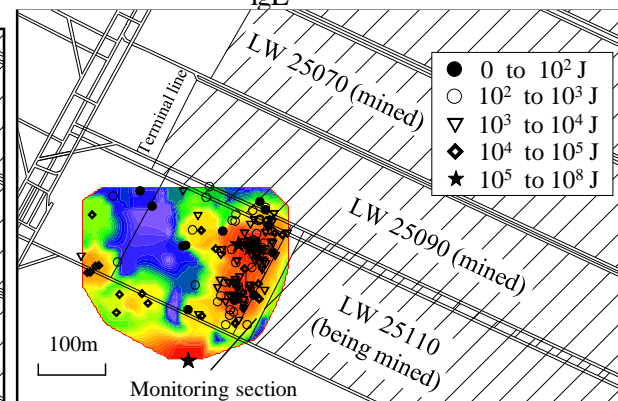 lgE
LW 25070 (mined)
0 to 10² J
10² to 10³ J
10³ to 10⁴ J
10⁴ to 10⁵ J
10⁵ to 10⁸ J
Terminal line
LW 25090 (mined)
LW 25110
(being mined)
100m
Monitoring section